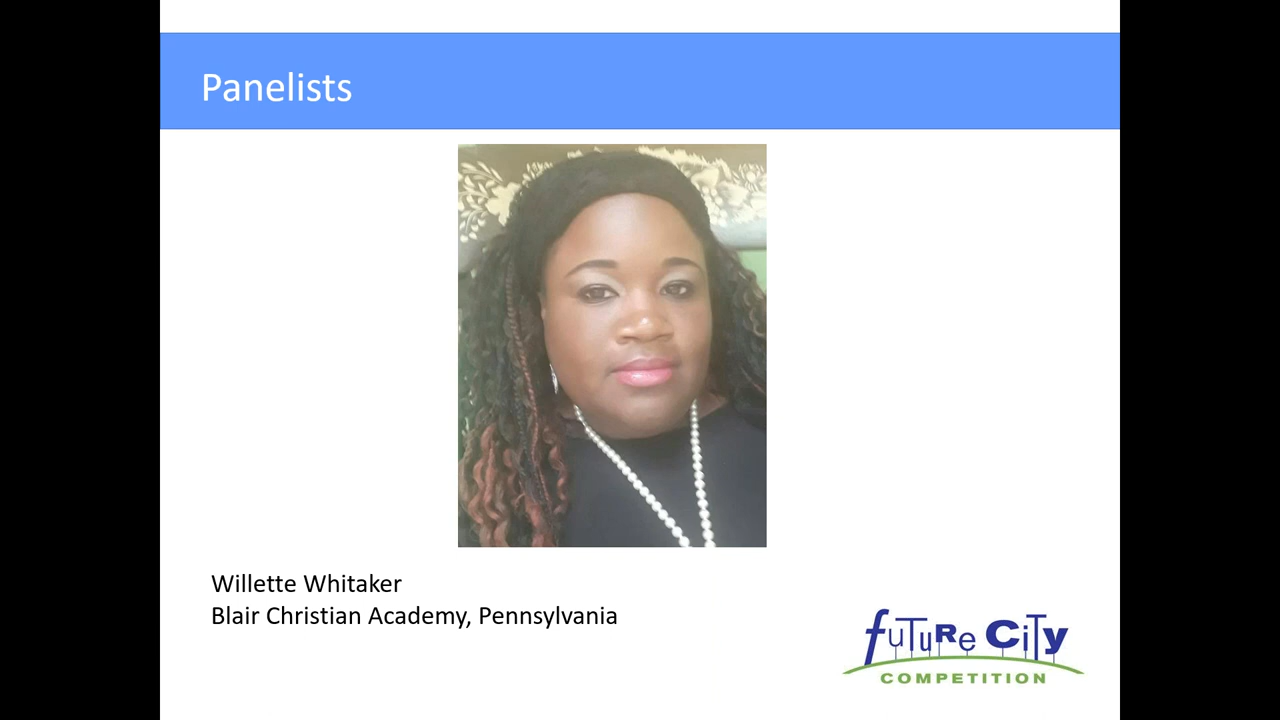 Panelists
Willette Whitaker
Blair Christian Academy, Pennsylvania
fuTuRe CiTy
COMPETITION